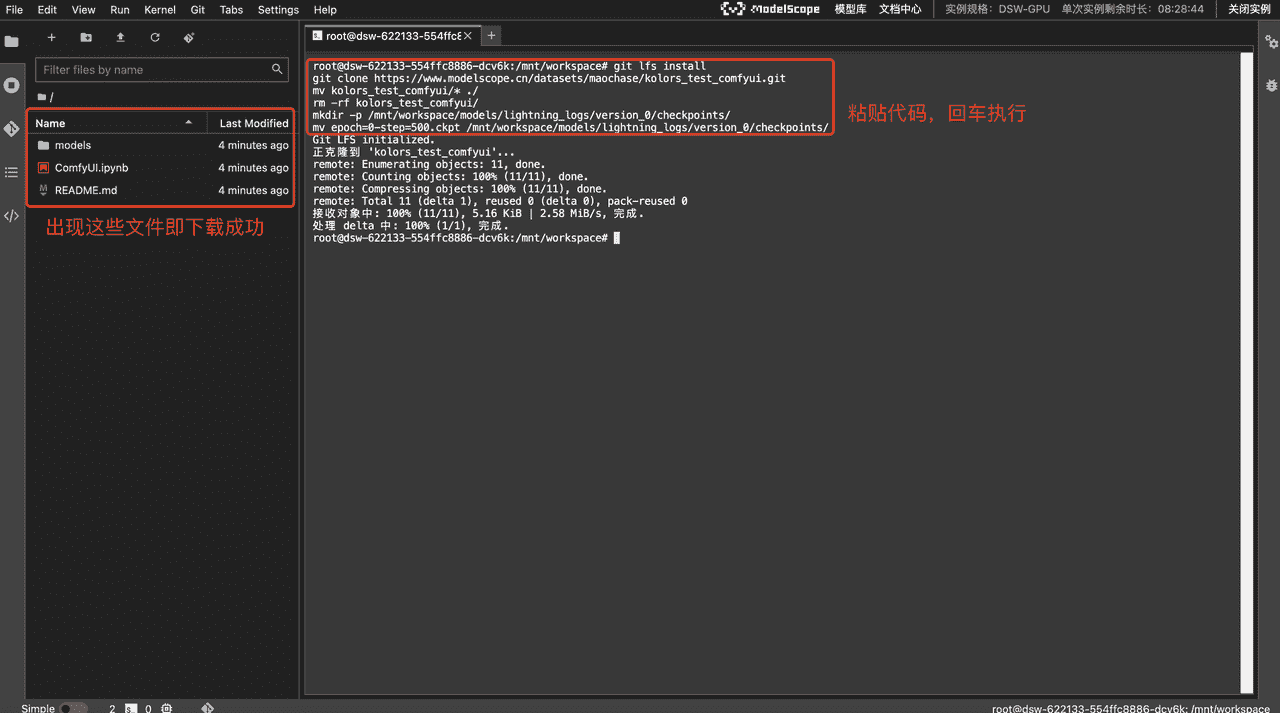 File Edit View Run Kernel Git Tabs Settings Help
ModelScope 模型库 文档中心 实例规格：DSW-GPU 单次实例剩余时长：08:28:44 关闭实例
root@dsw-622133-554ffc8
Filter files by name
/
Name Last Modified
models 4 minutes ago
ComfyUI.ipynb 4 minutes ago
README.md 4 minutes ago
出现这些文件即下载成功
root@dsw-622133-554ffc8886-dcv6k:/mnt/workspace# git lfs install
git clone https://www.modelscope.cn/datasets/maochase/kolors_test_comfyui.git
mv kolors_test_comfyui/* ./
rm -rf kolors_test_comfyui/
mkdir -p /mnt/workspace/models/lightning_logs/version_0/checkpoints/
mv epoch=0-step=500.ckpt /mnt/workspace/models/lightning_logs/version_0/checkpoints/
粘贴代码，回车执行
Git LFS initialized.
正克隆到 'kolors_test_comfyui'...
remote: Enumerating objects: 11, done.
remote: Counting objects: 100% (11/11), done.
remote: Compressing objects: 100% (11/11), done.
remote: Total 11 (delta 1), reused 0 (delta 0), pack-reused 0
接收对象中: 100% (11/11), 5.16 KiB | 2.58 MiB/s, 完成.
处理 delta 中: 100% (1/1), 完成.
root@dsw-622133-554ffc8886-dcv6k:/mnt/workspace#
Simple 2 0 root@dsw-622133-554ffc8886-dcv6k: /mnt/workspace